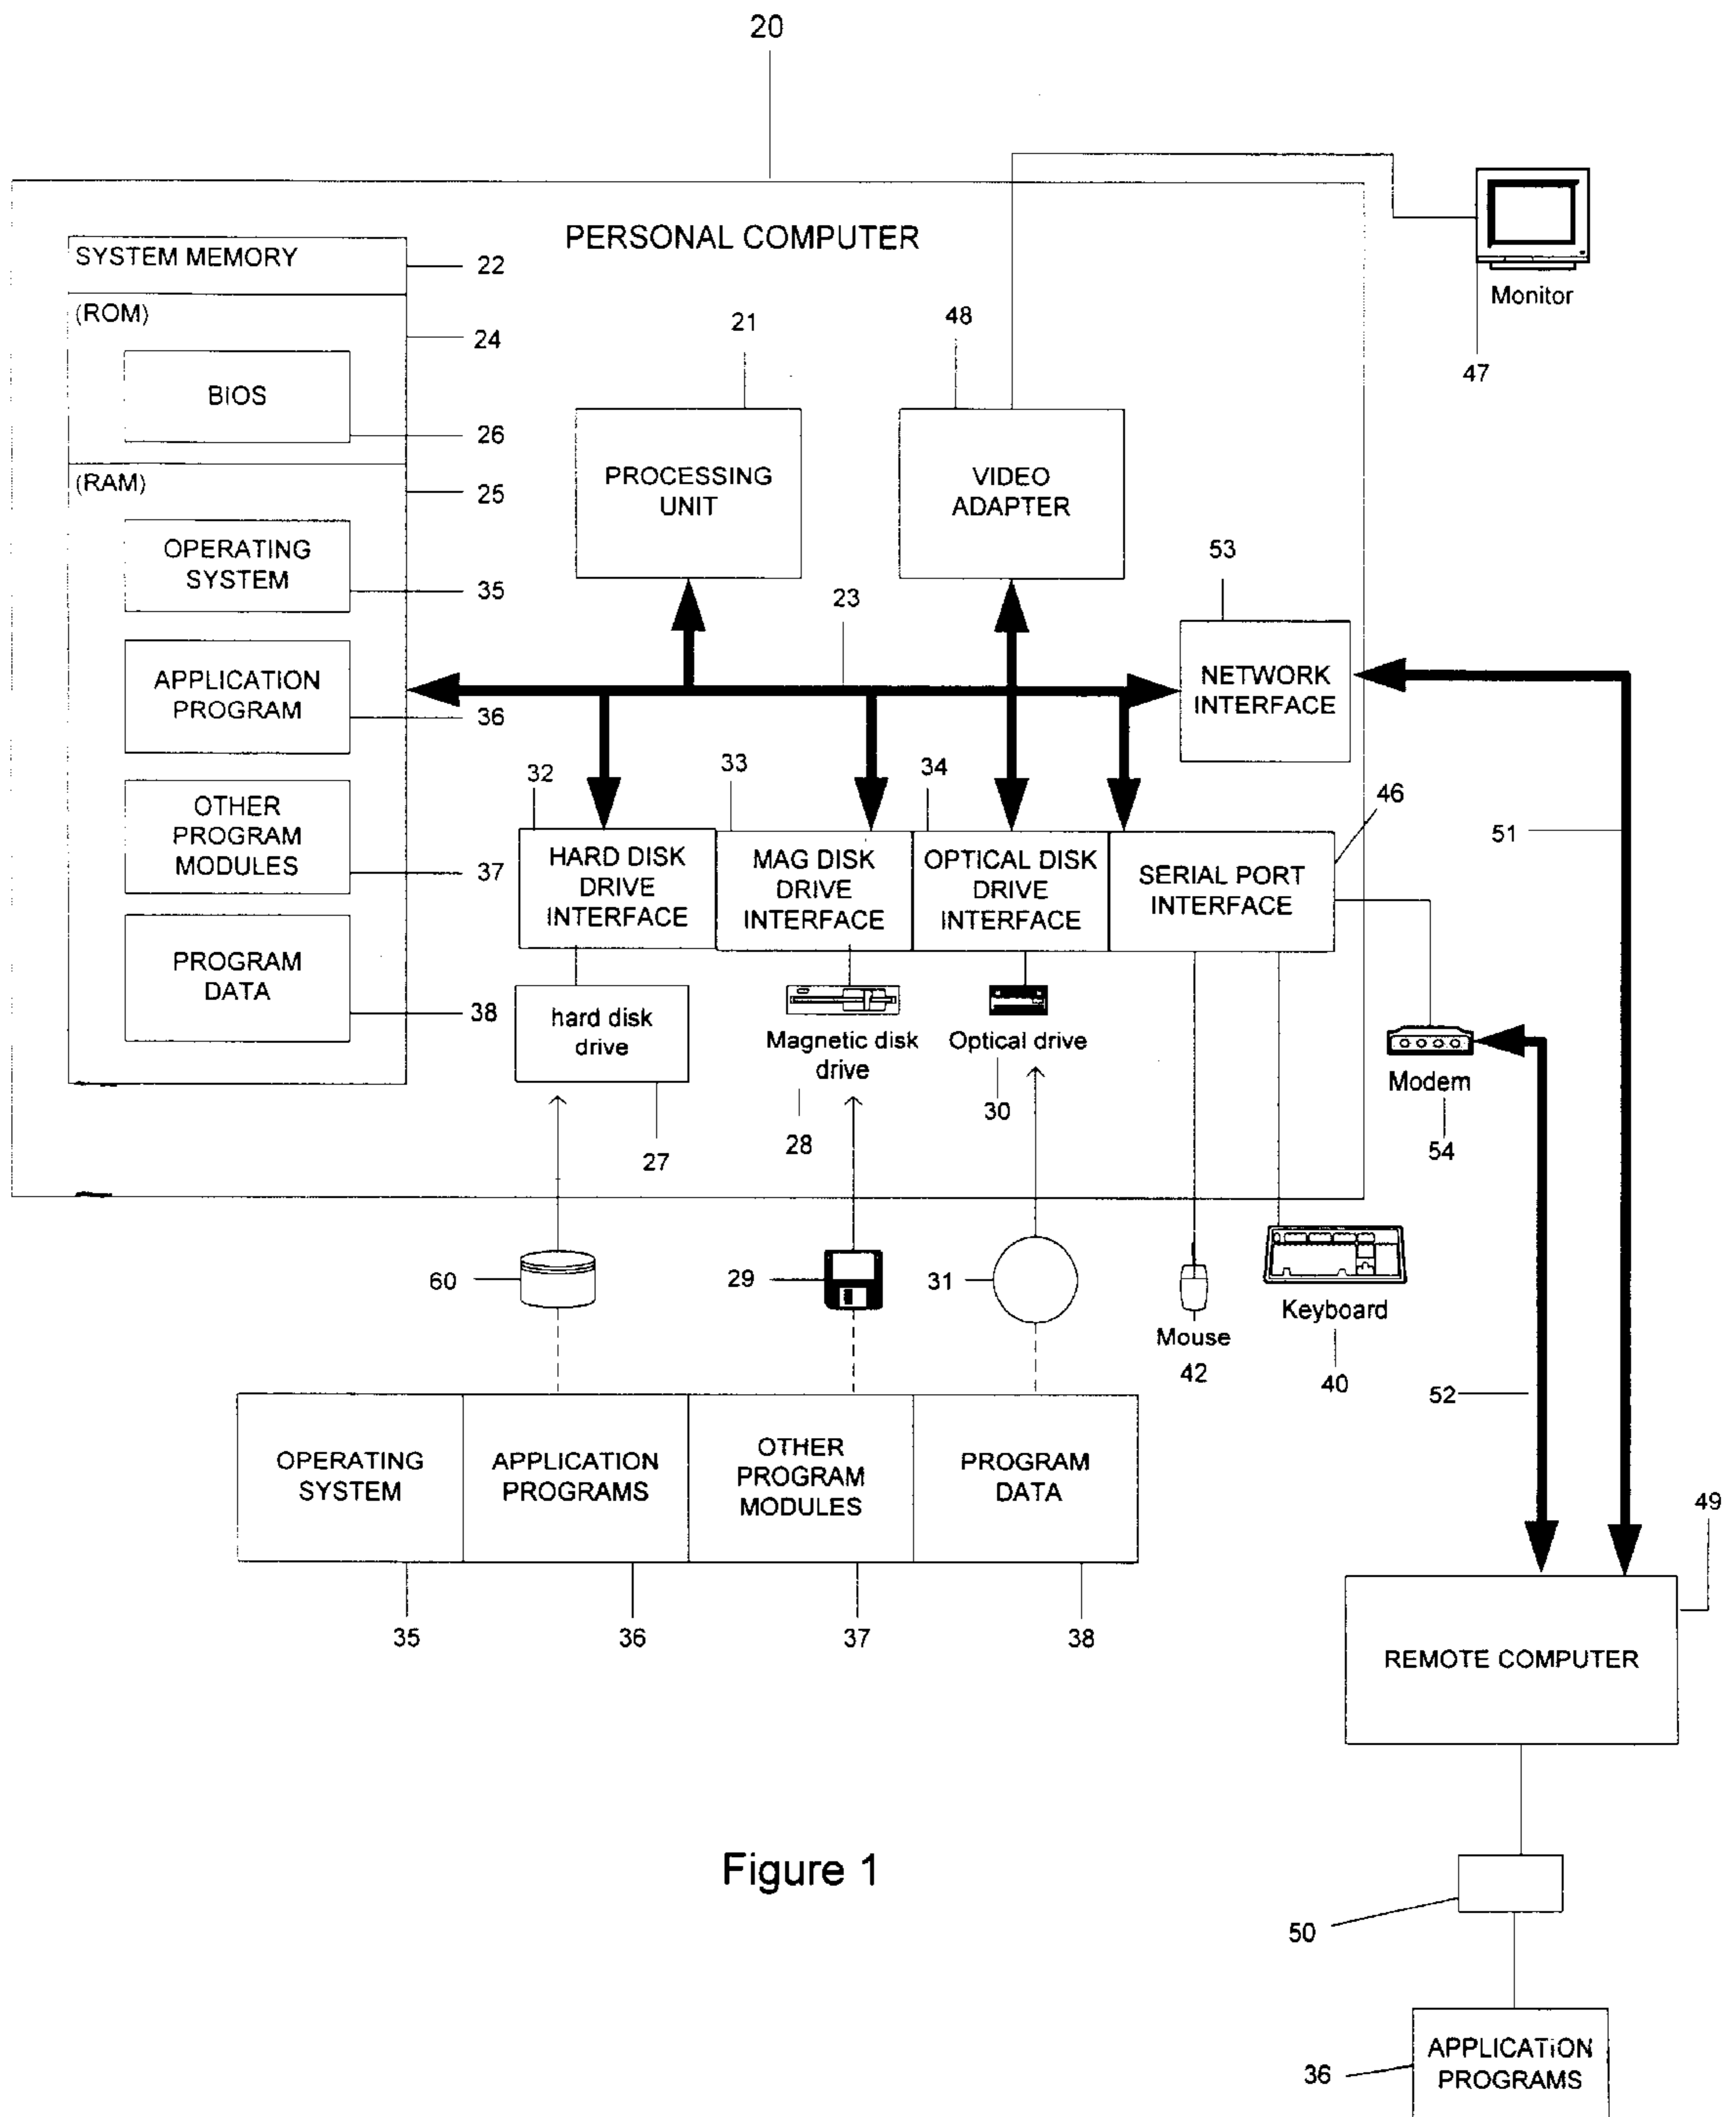 20
PERSONAL COMPUTER
SYSTEM MEMORY
22
(ROM)
24
BIOS
26
(RAM)
25
OPERATING
SYSTEM
35
APPLICATION
PROGRAM
36
OTHER
PROGRAM
MODULES
37
PROGRAM
DATA
38
21
PROCESSING
UNIT
48
VIDEO
ADAPTER
Monitor
47
23
53
NETWORK
INTERFACE
32
HARD DISK
DRIVE
INTERFACE
33
MAG DISK
DRIVE
INTERFACE
34
OPTICAL DISK
DRIVE
INTERFACE
46
SERIAL PORT
INTERFACE
51
hard disk
drive
27
Magnetic disk
drive
28
Optical drive
30
Modem
54
60
29
31
Mouse
42
Keyboard
40
52
OPERATING
SYSTEM
APPLICATION
PROGRAMS
OTHER
PROGRAM
MODULES
PROGRAM
DATA
35
36
37
38
49
REMOTE COMPUTER
50
36
APPLICATION
PROGRAMS
Figure 1